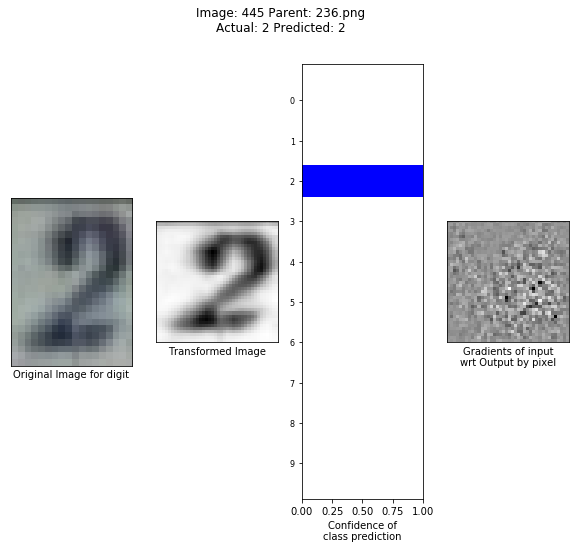 Image: 445 Parent: 236.png
Actual: 2 Predicted: 2
2
Original Image for digit
2
Transformed Image
0
1
2
3
4
5
6
7
8
9
0.00 0.25 0.50 0.75 1.00
Confidence of
class prediction
Gradients of input
wrt Output by pixel